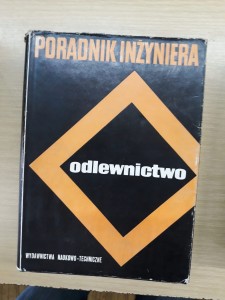 PORADNIK INŻYNIERA
odlewnictwo
WYDAWNICTWA NAUKOWO-TECHNICZNE